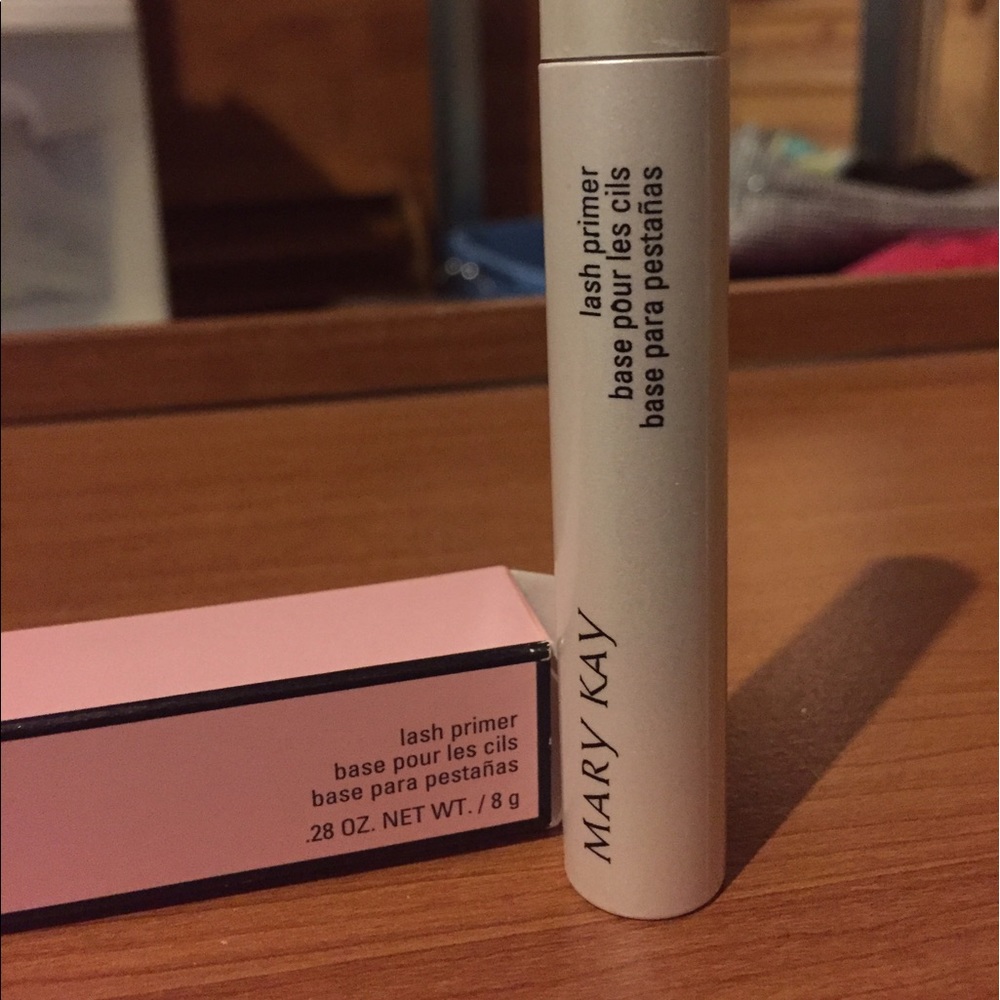 lash primer
base pour les cils
base para pestañas
MARY KAY
lash primer
base pour les cils
base para pestañas
.28 OZ. NET WT. / 8 g